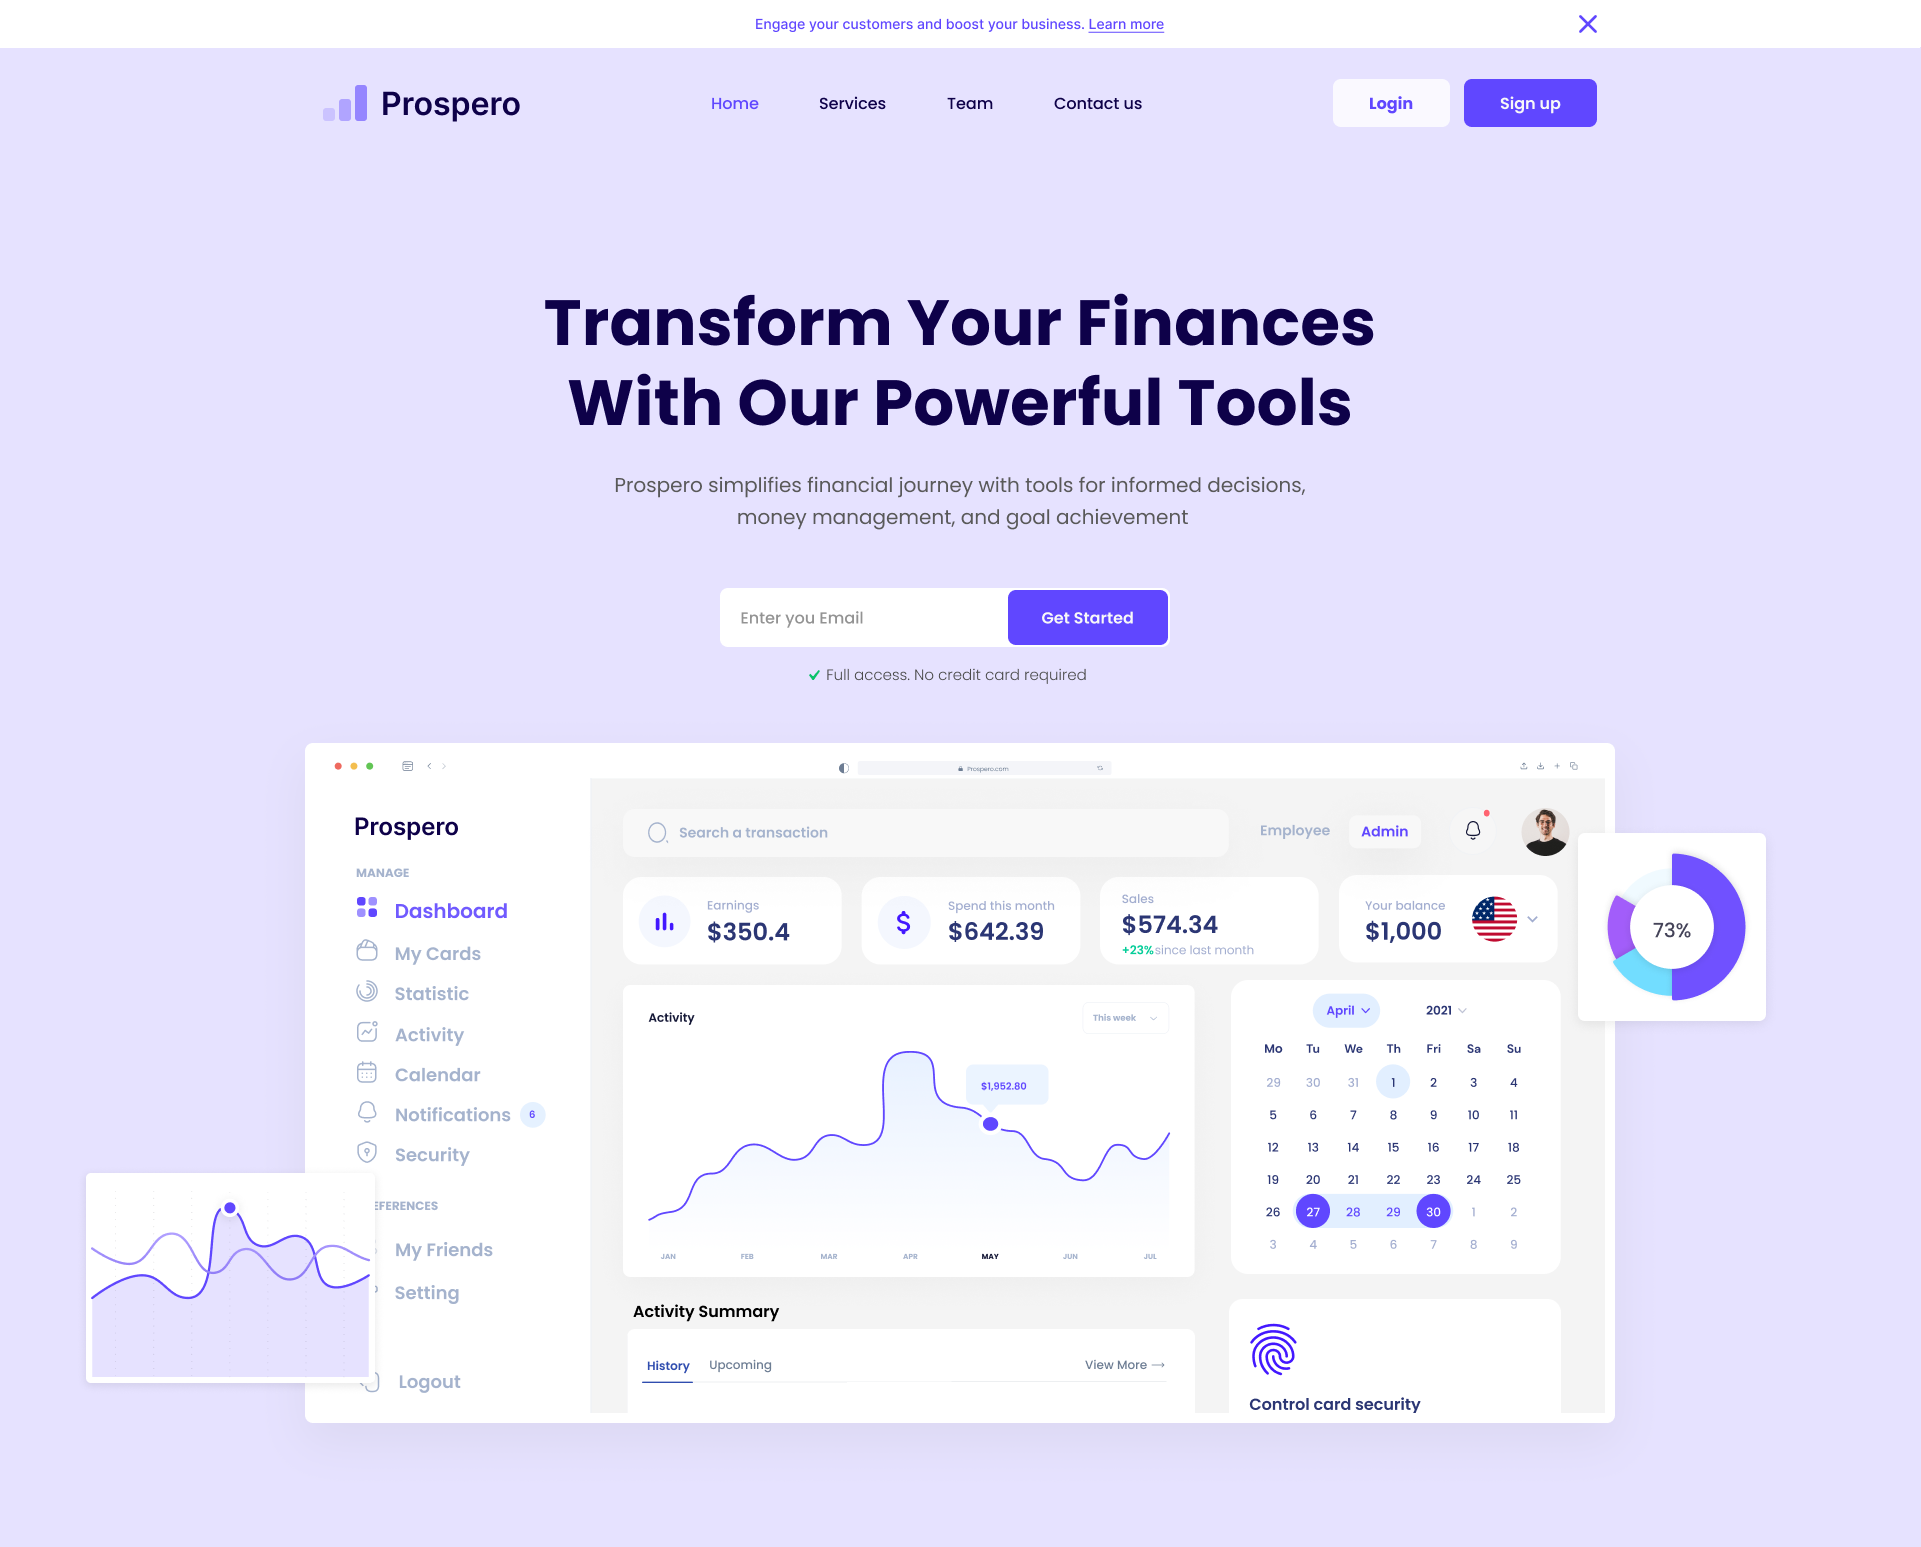 Engage your customers and boost your business. Learn more
Prospero
Home
Services
Team
Contact us
Login
Sign up
Transform Your Finances
With Our Powerful Tools
Prospero simplifies financial journey with tools for informed decisions,
money management, and goal achievement
Enter you Email
Get Started
Full access. No credit card required
Prospero.com
Prospero
MANAGE
Dashboard
My Cards
Statistic
Activity
Calendar
Notifications
6
Security
EFERENCES
My Friends
Setting
Logout
Search a transaction
Employee
Admin
Earnings
$350.4
Spend this month
$642.39
Sales
$574.34
+23%since last month
Your balance
$1,000
73%
Activity
This week
$1,952.80
JAN FEB MAR APR MAY JUN JUL
April
2021
Mo Tu We Th Fri Sa Su
29 30 31 1 2 3 4
5 6 7 8 9 10 11
12 13 14 15 16 17 18
19 20 21 22 23 24 25
26 27 28 29 30 1 2
3 4 5 6 7 8 9
Activity Summary
History
Upcoming
View More
Control card security